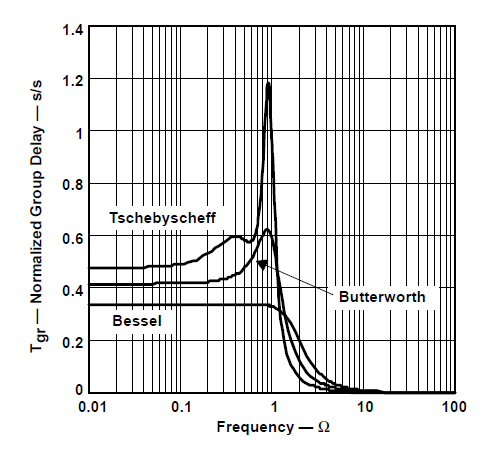 1.4
1.2
1
0.8
0.6
0.4
0.2
0
Tgr — Normalized Group Delay — s/s
Tschebyscheff
Butterworth
Bessel
0.01 0.1 1 10 100
Frequency — Ω